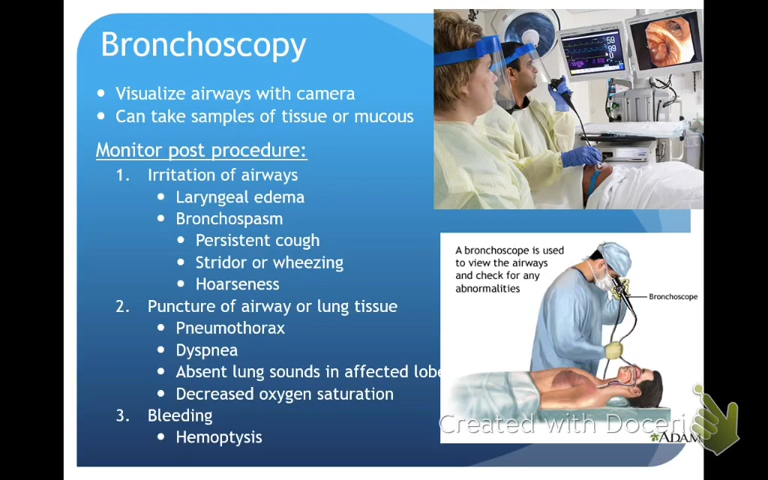 Bronchoscopy
Visualize airways with camera
Can take samples of tissue or mucous
Monitor post procedure:
1. Irritation of airways
Laryngeal edema
Bronchospasm
Persistent cough
Stridor or wheezing
Hoarseness
2. Puncture of airway or lung tissue
Pneumothorax
Dyspnea
Absent lung sounds in affected lobe
Decreased oxygen saturation
3. Bleeding
Hemoptysis
A bronchoscope is used
to view the airways
and check for any
abnormalities
Bronchoscope
Created with Doceri
ADAM